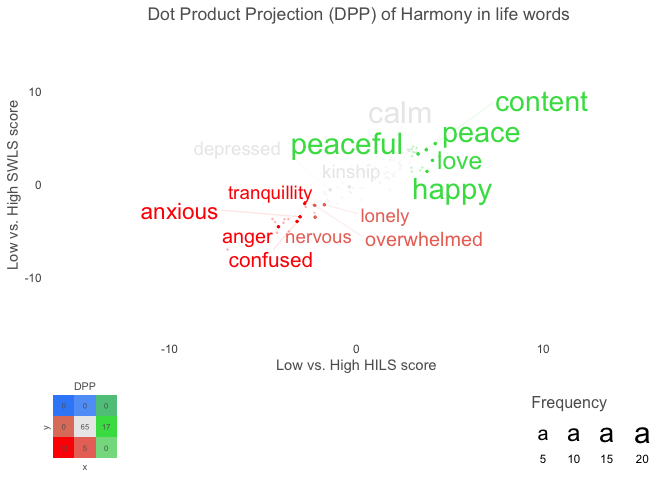 Dot Product Projection (DPP) of Harmony in life words
Low vs. High SWLS score
10
0
-10
content
calm
peace
peaceful
depressed
love
kinship
happy
tranquillity
anxious
lonely
anger
nervous
overwhelmed
confused
-10
0
10
Low vs. High HILS score
DPP
y
0 0
0 65 17
5 0
x
Frequency
a a a a
5 10 15 20